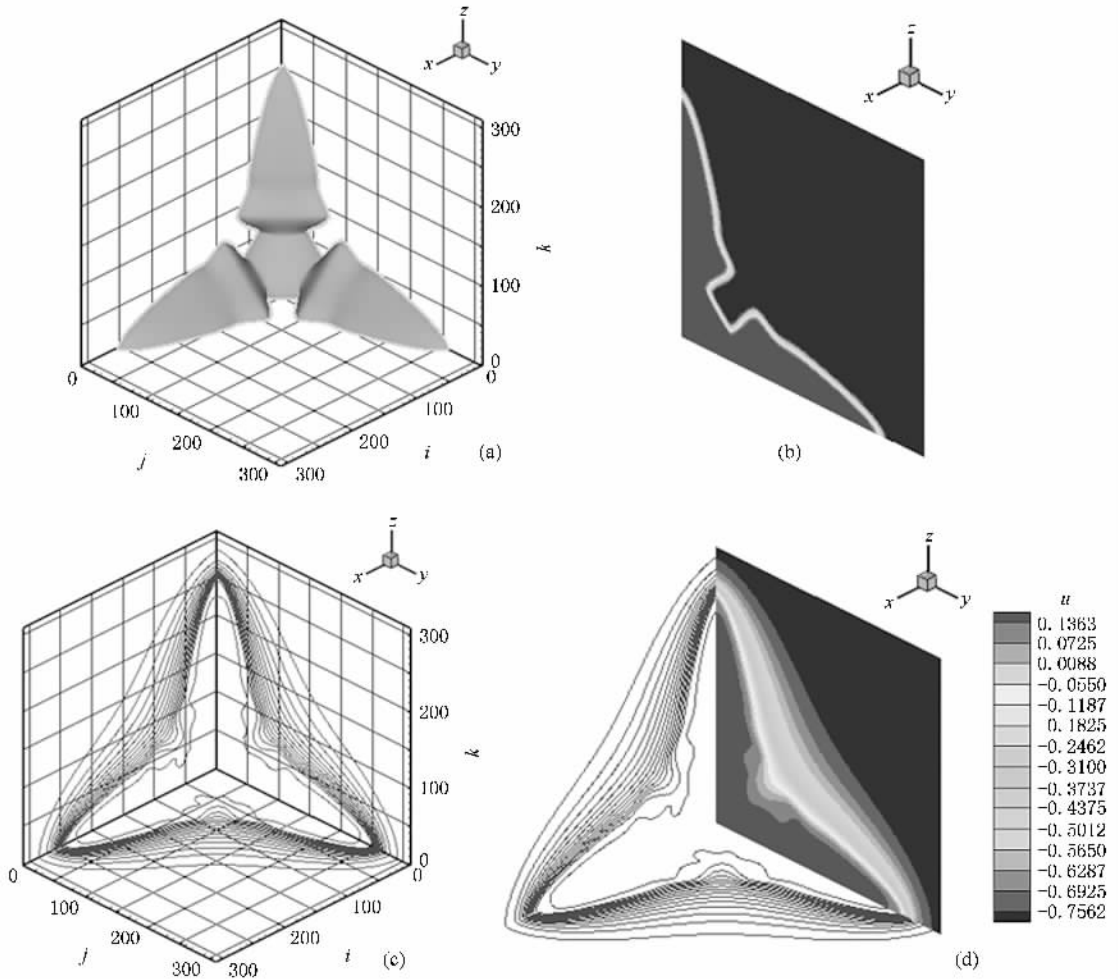 z
x
y
300
200
k
100
0
0
0
100
100
200
200
300
300
j
i
(a)
z
x
y
(b)
z
x
y
300
200
k
100
0
0
0
100
100
200
200
300
300
j
i
(c)
z
x
y
u
0.1363
0.0725
0.0088
-0.0550
-0.1187
0.1825
-0.2462
-0.3100
-0.3737
-0.4375
-0.5012
-0.5650
-0.6287
-0.6925
-0.7562
(d)